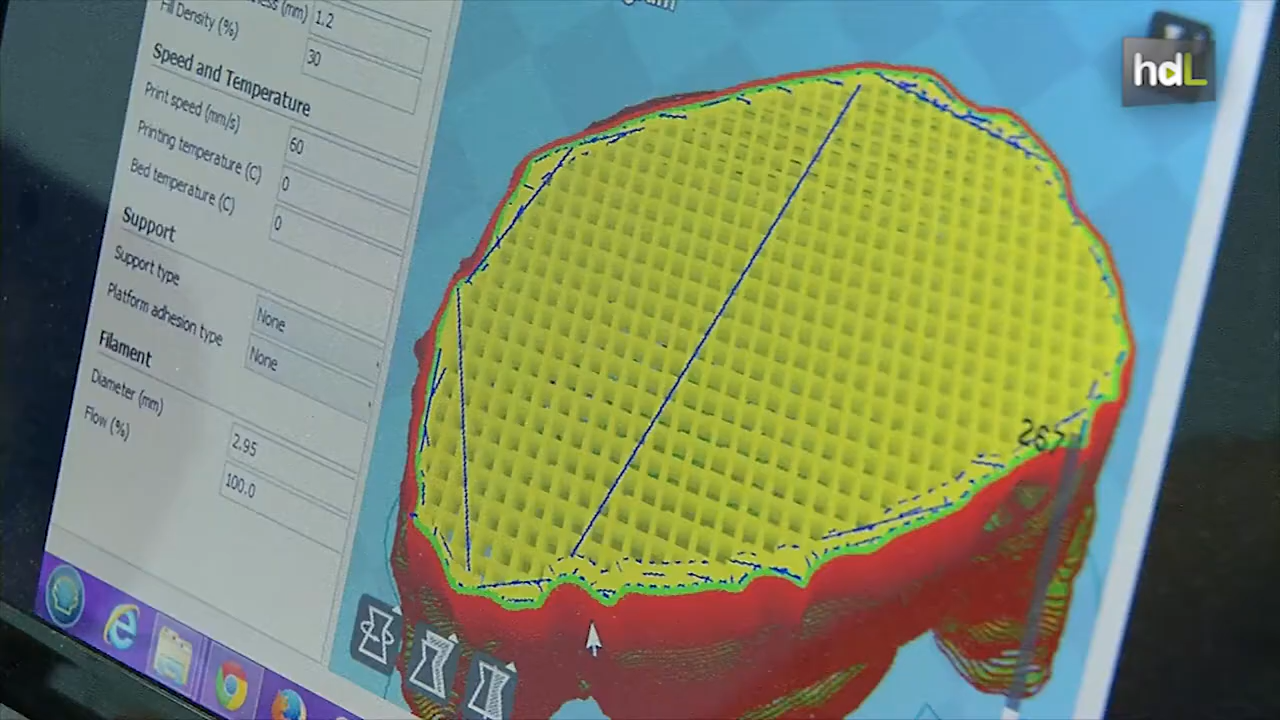 (mm) 1.2
Fill Density (%) 30
Speed and Temperature
Print speed (mm/s) 60
Printing temperature (C) 0
Bed temperature (C) 0
Support
Support type None
Platform adhesion type None
Filament
Diameter (mm) 2.95
Flow (%) 100.0
hdL